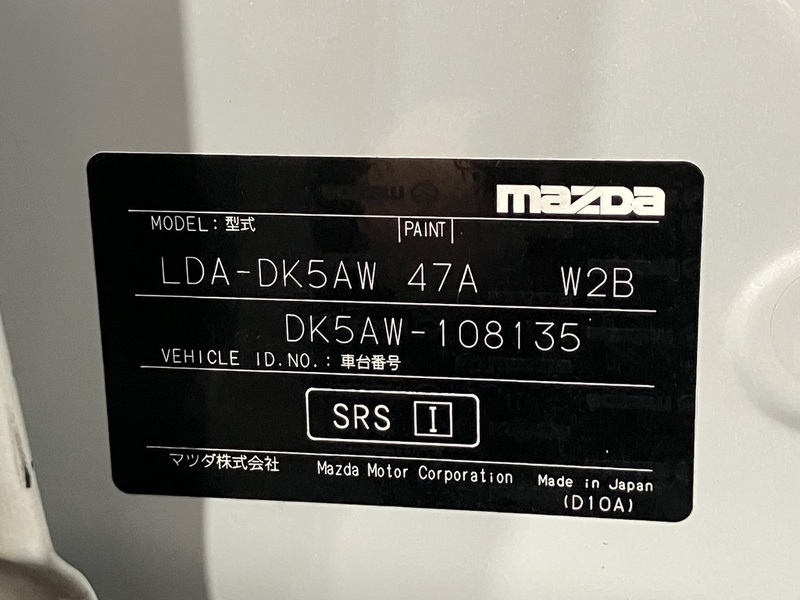 mazda
MODEL：型式 |PAINT|
LDA-DK5AW 47A W2B
DK5AW-108135
VEHICLE ID.NO.：車台番号
SRS I
マツダ株式会社 Mazda Motor Corporation Made in Japan
(D10A)